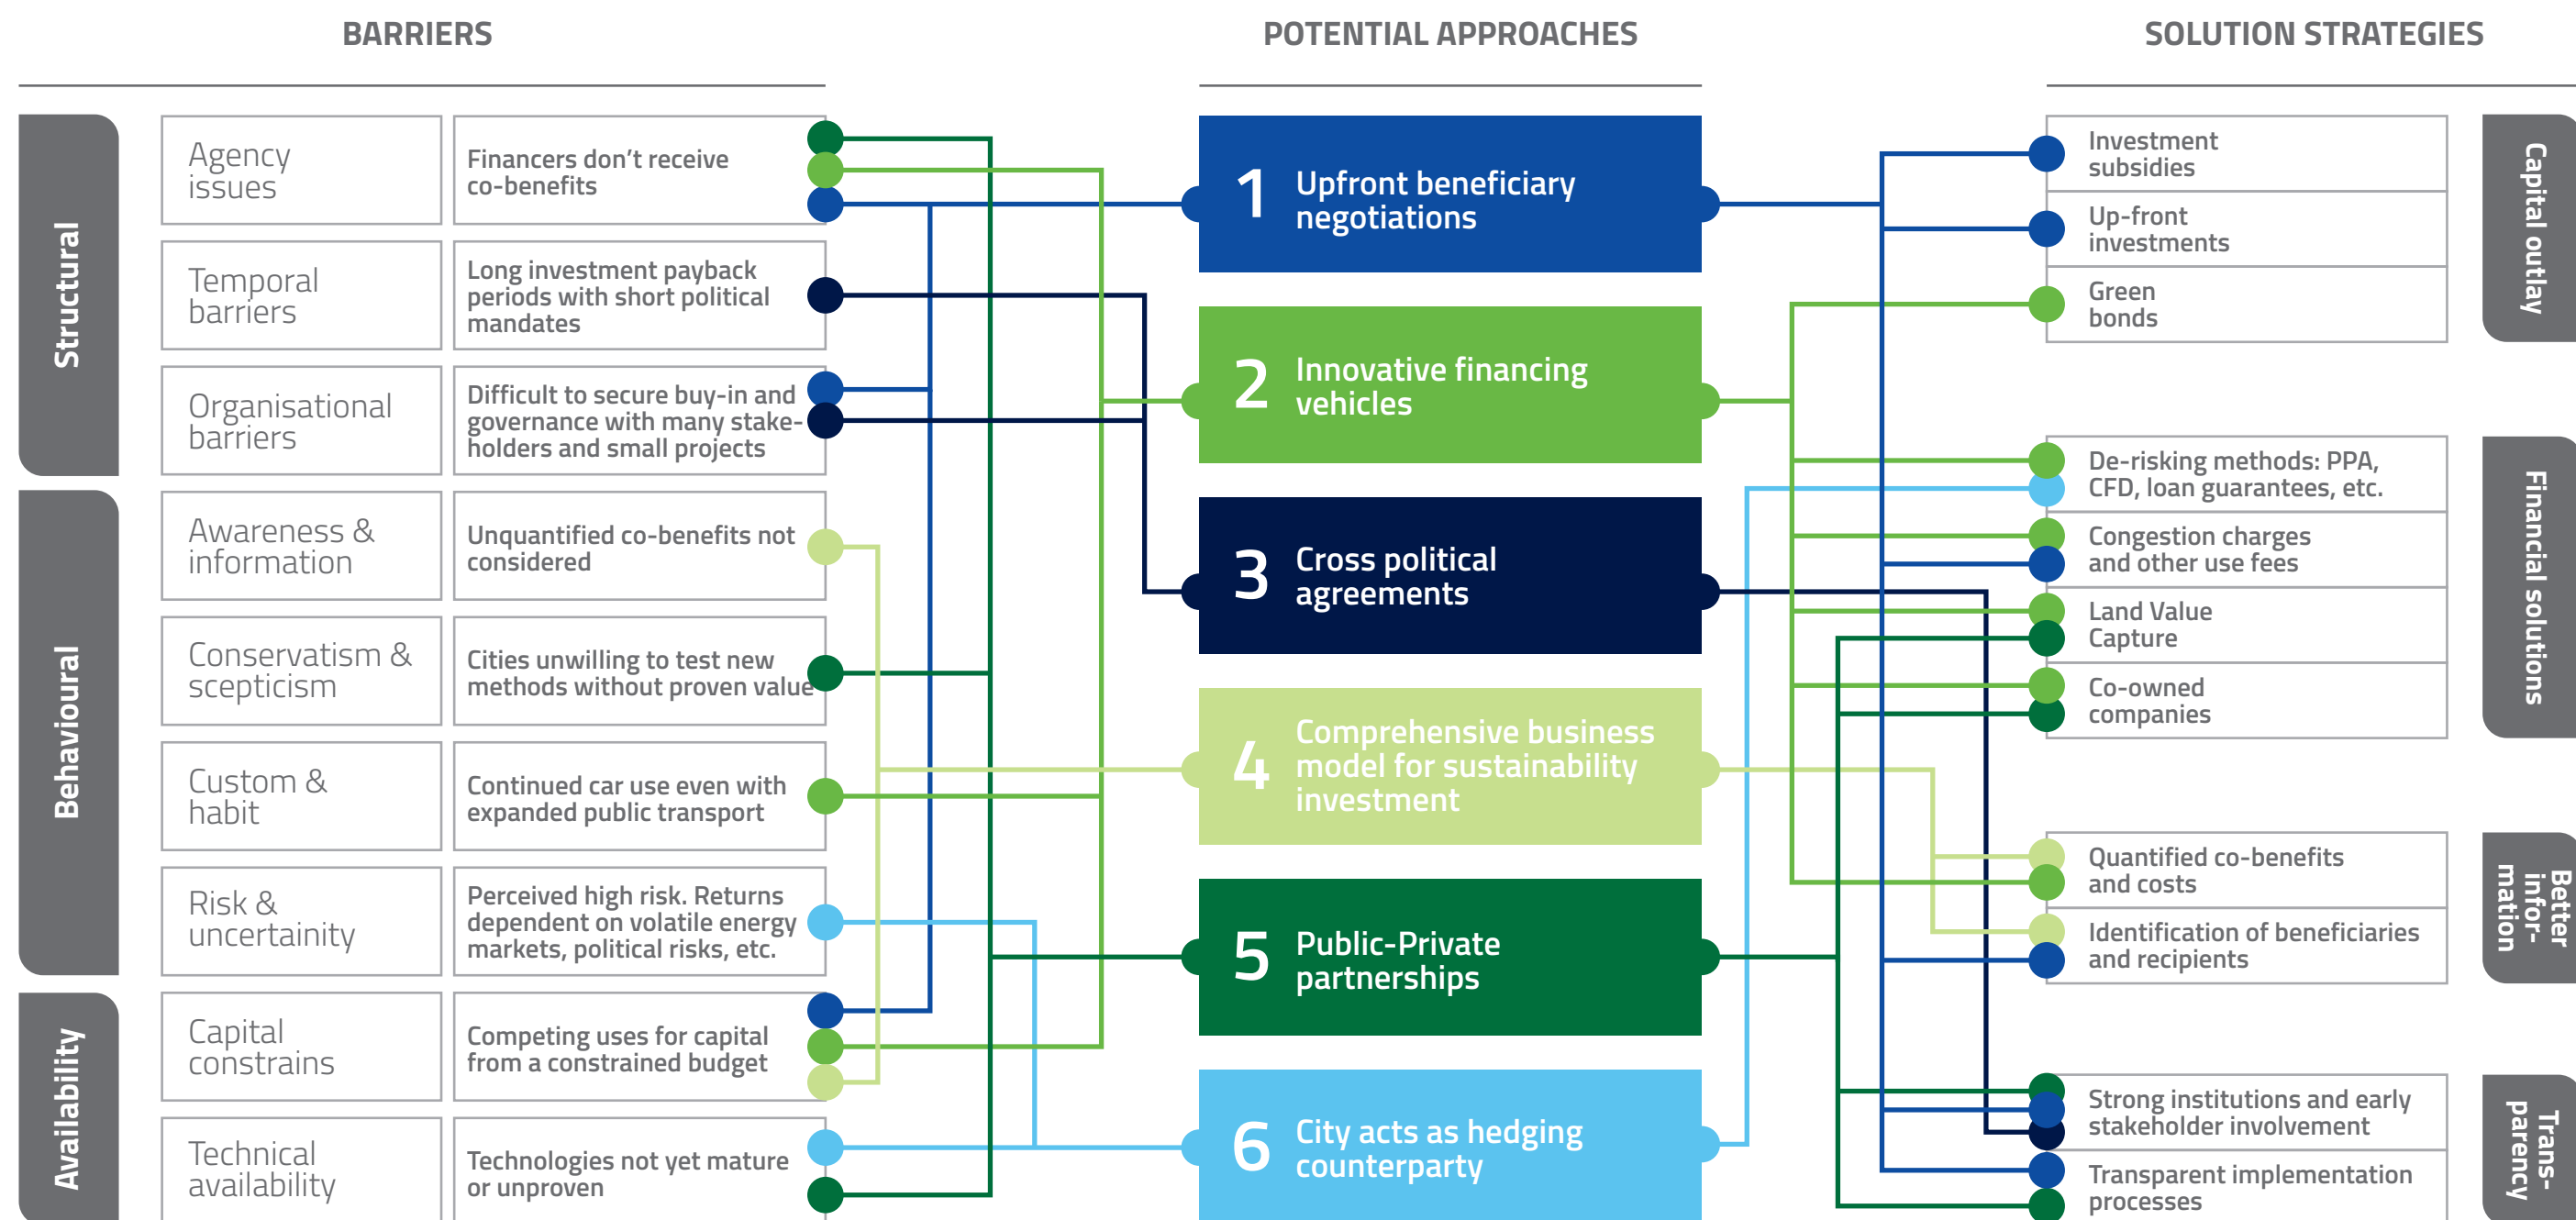 BARRIERS
POTENTIAL APPROACHES
SOLUTION STRATEGIES
Structural
Agency
issues
Financers don't receive
co-benefits
Temporal
barriers
Long investment payback
periods with short political
mandates
Organisational
barriers
Difficult to secure buy-in and
governance with many stake-
holders and small projects
Behavioural
Awareness &
information
Unquantified co-benefits not
considered
Conservatism &
scepticism
Cities unwilling to test new
methods without proven value
Custom &
habit
Continued car use even with
expanded public transport
Risk &
uncertainity
Perceived high risk. Returns
dependent on volatile energy
markets, political risks, etc.
Availability
Capital
constrains
Competing uses for capital
from a constrained budget
Technical
availability
Technologies not yet mature
or unproven
1 Upfront beneficiary
negotiations
2 Innovative financing
vehicles
3 Cross political
agreements
4 Comprehensive business
model for sustainability
investment
5 Public-Private
partnerships
6 City acts as hedging
counterparty
Investment
subsidies
Up-front
investments
Green
bonds
Capital outlay
De-risking methods: PPA,
CFD, loan guarantees, etc.
Congestion charges
and other use fees
Land Value
Capture
Co-owned
companies
Financial solutions
Quantified co-benefits
and costs
Identification of beneficiaries
and recipients
Better
infor-
mation
Strong institutions and early
stakeholder involvement
Transparent implementation
processes
Trans-
parency